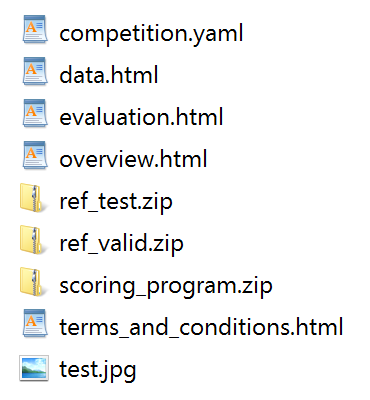 competition.yaml
data.html
evaluation.html
overview.html
ref_test.zip
ref_valid.zip
scoring_program.zip
terms_and_conditions.html
test.jpg